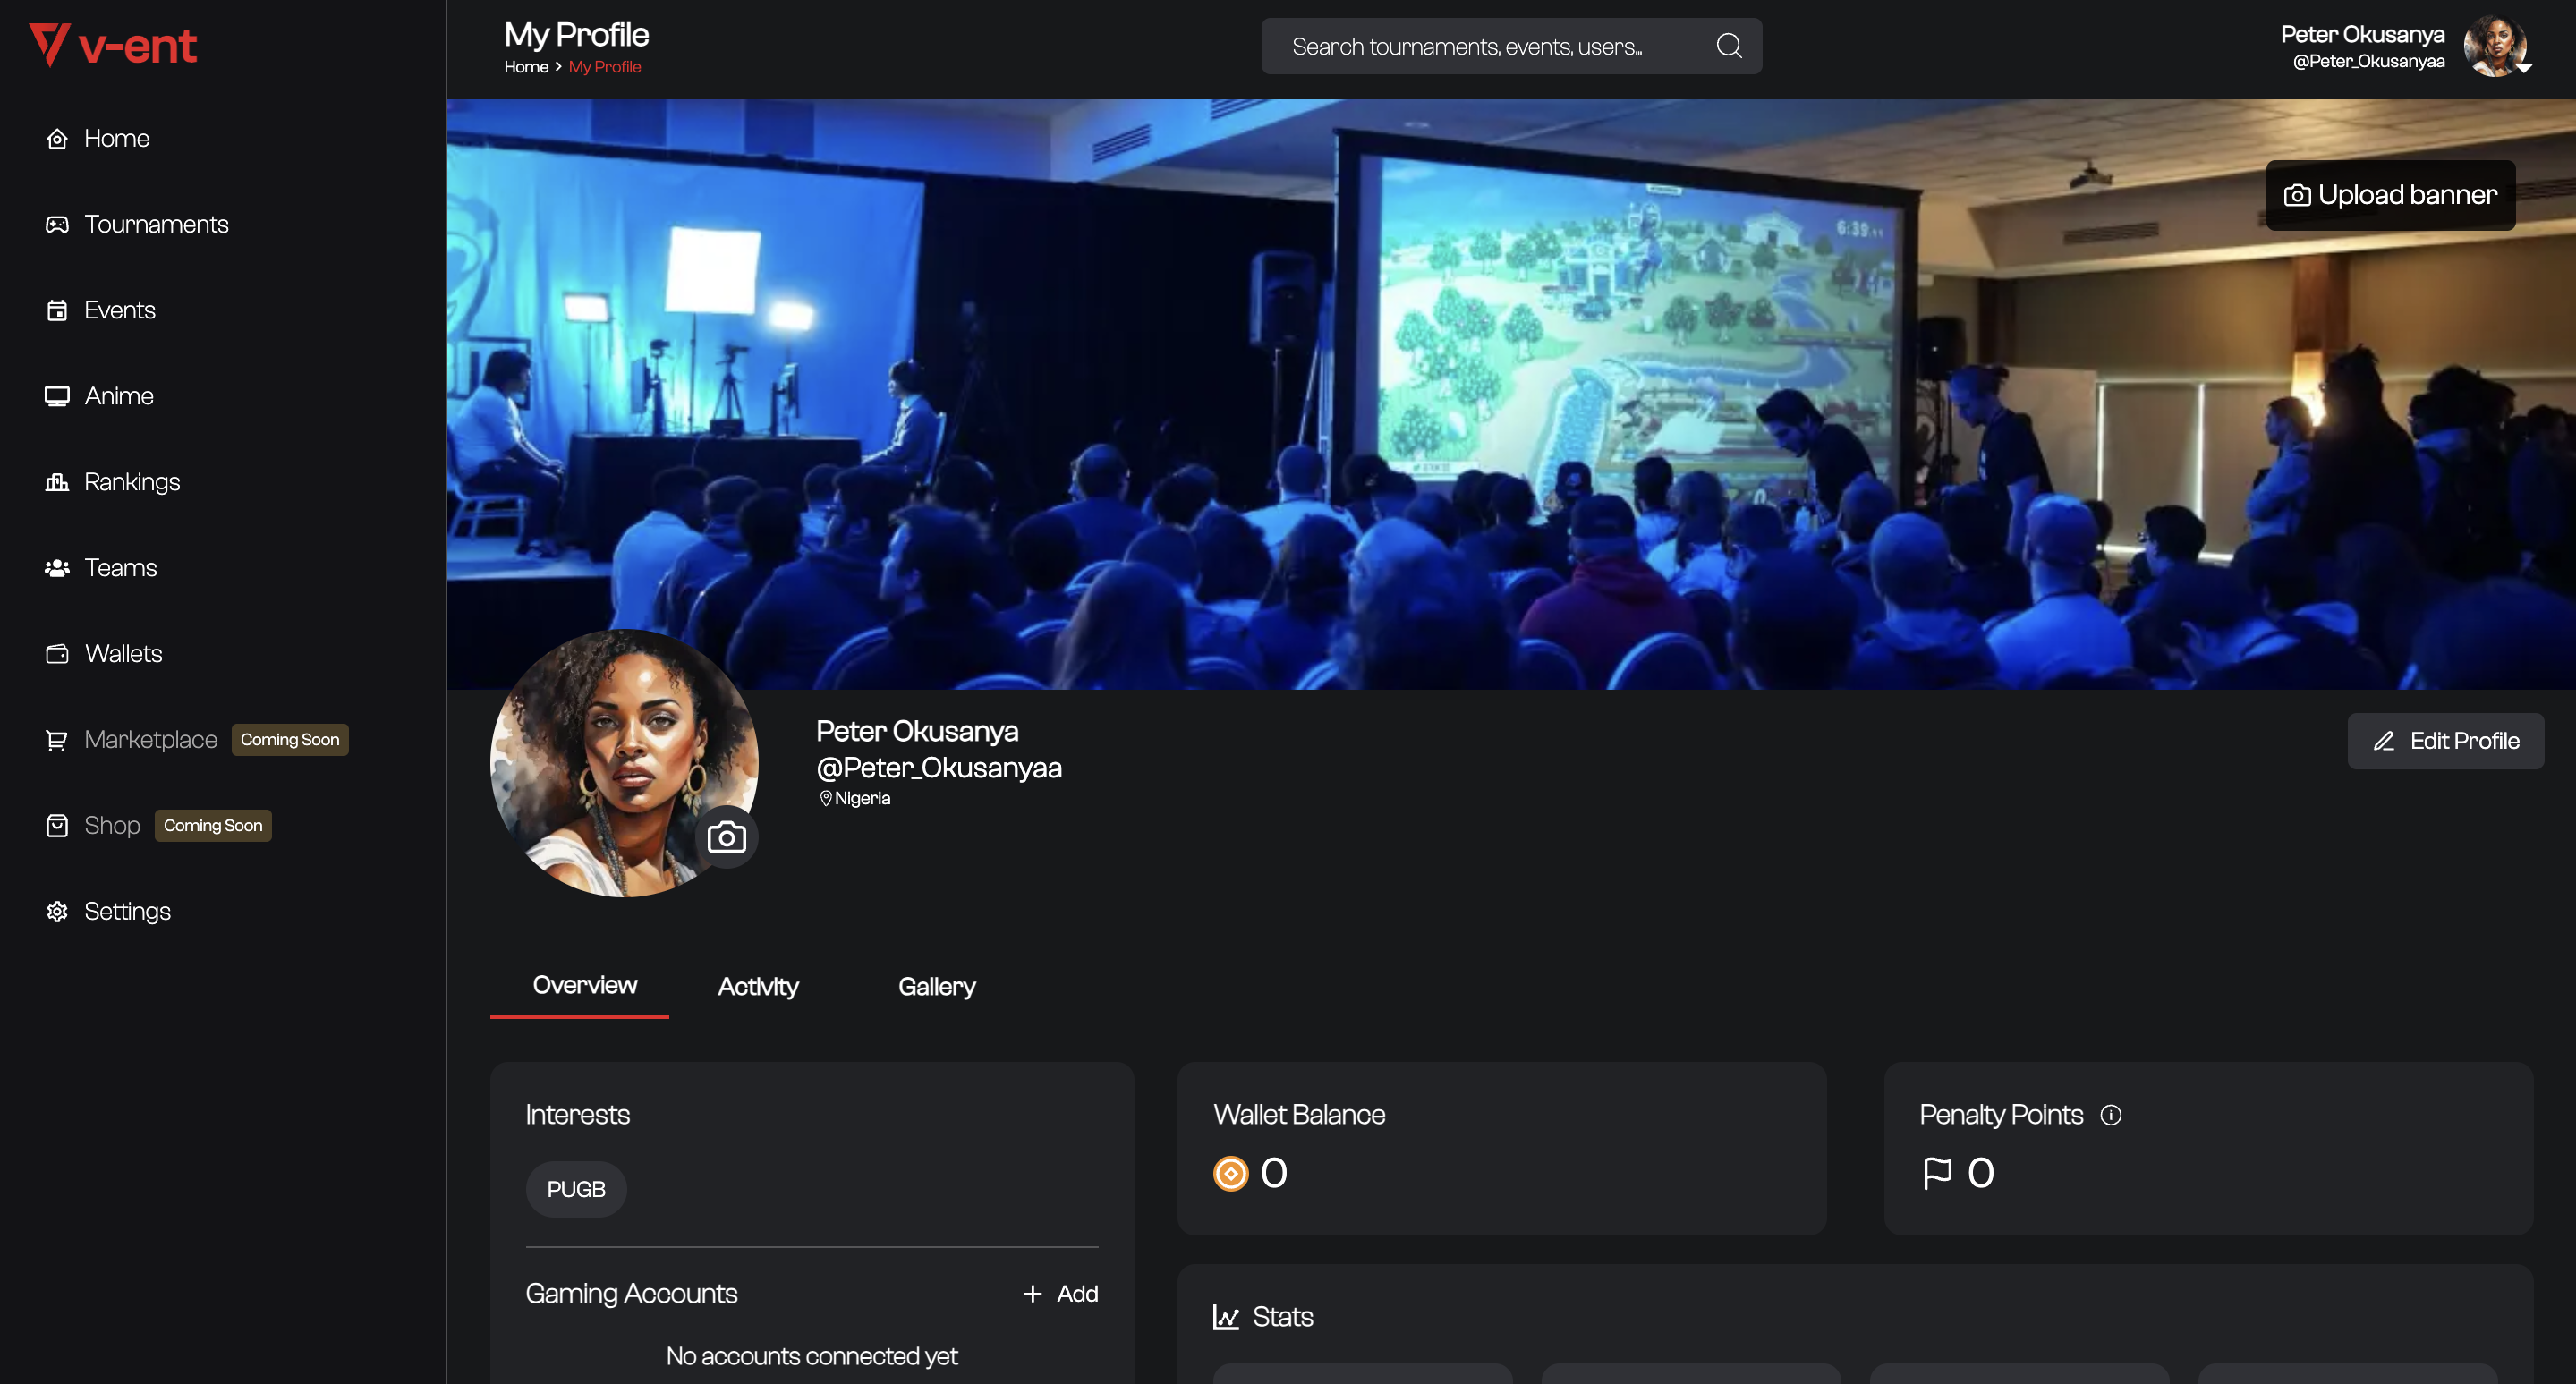 v-ent
My Profile
Home > My Profile
Search tournaments, events, users...
Peter Okusanya
@Peter_Okusanyaa
Home
Tournaments
Events
Anime
Rankings
Teams
Wallets
Marketplace Coming Soon
Shop Coming Soon
Settings
6:39
Upload banner
Peter Okusanya
@Peter_Okusanyaa
Nigeria
Edit Profile
Overview
Activity
Gallery
Interests
PUGB
Gaming Accounts
+ Add
No accounts connected yet
Wallet Balance
0
Penalty Points
0
Stats